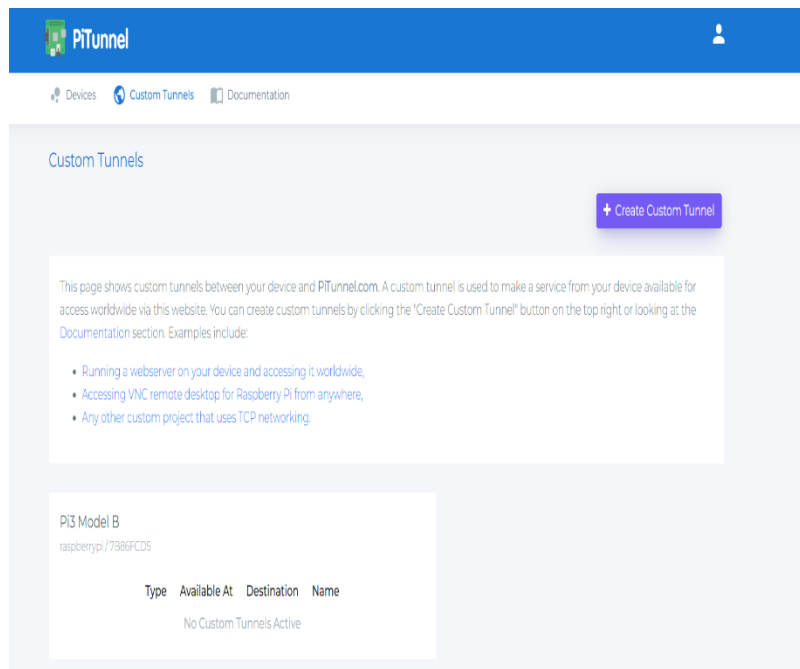 PiTunnel
Devices Custom Tunnels Documentation
Custom Tunnels
+ Create Custom Tunnel
This page shows custom tunnels between your device and PiTunnel.com. A custom tunnel is used to make a service from your device available for
access worldwide via this website. You can create custom tunnels by clicking the "Create Custom Tunnel" button on the top right or looking at the
Documentation section. Examples include:
• Running a webserver on your device and accessing it worldwide,
• Accessing VNC remote desktop for Raspberry Pi from anywhere,
• Any other custom project that uses TCP networking.
Pi3 Model B
raspberrypi / 7B86FCD5
Type Available At Destination Name
No Custom Tunnels Active